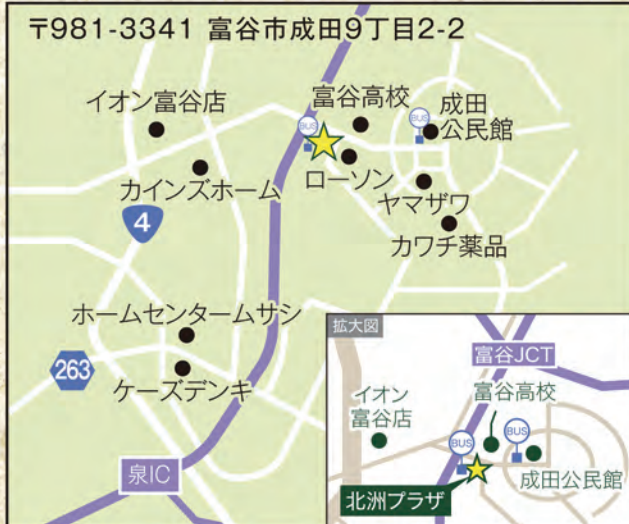 〒981-3341 富谷市成田9丁目2-2
イオン富谷店
富谷高校
成田
公民館
BUS
BUS
カインズホーム
ローソン
ヤマザワ
カワチ薬品
4
ホームセンタームサシ
263
ケーズデンキ
泉IC
拡大図
富谷JCT
イオン
富谷店
富谷高校
BUS
BUS
成田公民館
北洲プラザ